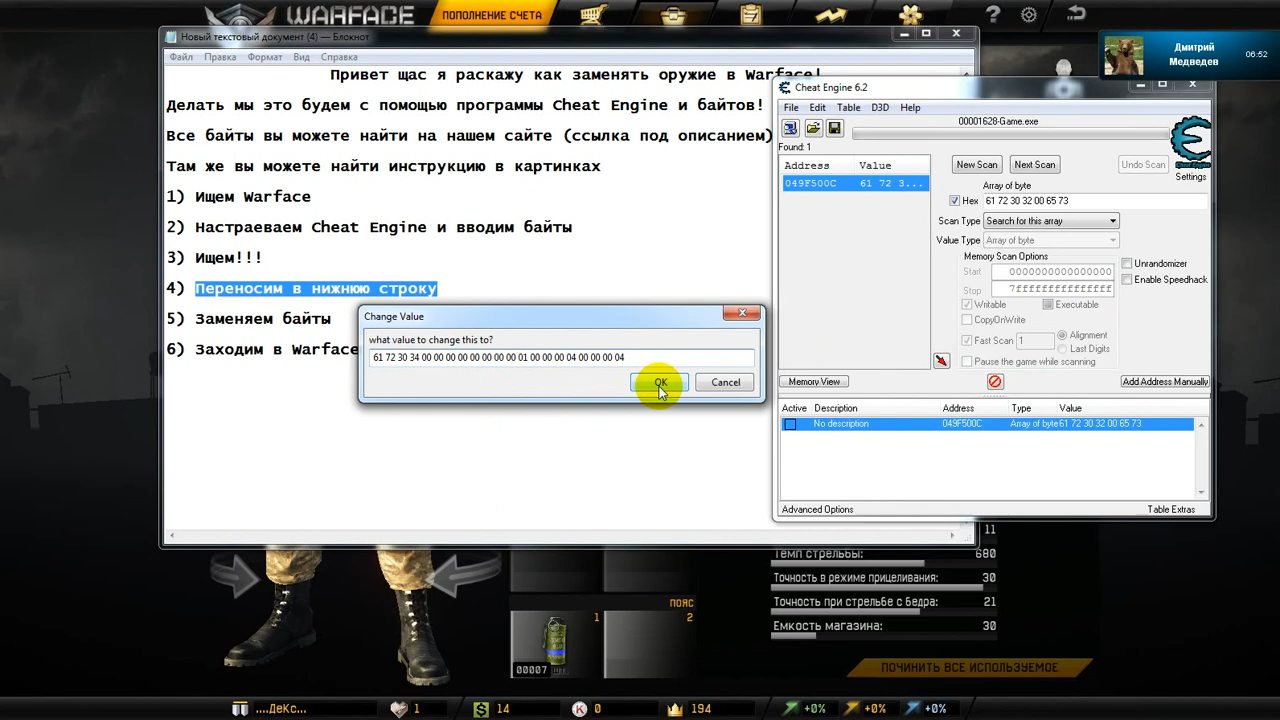 WARFACE
ПОПОЛНЕНИЕ СЧЕТА
?
Дмитрий
Медведев
06:52
Новый текстовый документ (4) — Блокнот
Файл Правка Формат Вид Справка
Привет щас я раскажу как заменять оружие в Warface!
Делать мы это будем с помощью программы Cheat Engine и байтов!
Все байты вы можете найти на нашем сайте (ссылка под описанием)
Там же вы можете найти инструкцию в картинках
1) Ищем Warface
2) Настраеваем Cheat Engine и вводим байты
3) Ищем!!!
4) Переносим в нижнюю строку
5) Заменяем байты
6) Заходим в Warface
Change Value
what value to change this to?
61 72 30 34 00 00 00 00 00 00 00 00 01 00 00 00 04 00 00 00 04
OK
Cancel
Cheat Engine 6.2
File Edit Table D3D Help
00001628-Game.exe
Found: 1
Address Value
049F500C 61 72 3...
New Scan
Next Scan
Undo Scan
Settings
Array of byte
Hex 61 72 30 32 00 65 73
Scan Type Search for this array
Value Type Array of byte
Memory Scan Options
Start 0000000000000000
Stop 7fffffffffffffff
Unrandomizer
Enable Speedhack
Writable Executable
CopyOnWrite
Fast Scan 1 Alignment
Last Digits
Pause the game while scanning
Memory View
Add Address Manually
Active Description Address Type Value
No description 049F500C Array of byte 61 72 30 32 00 65 73
Advanced Options
Table Extras
11
Темп стрельбы: 680
Точность в режиме прицеливания: 30
Точность при стрельбе с бедра: 21
Емкость магазина: 30
ПОЯС
1
2
00007
ПОЧИНИТЬ ВСЕ ИСПОЛЬЗУЕМОЕ
....ДеКс... 1 $ 14 K 0 194 +0% +0% +0%